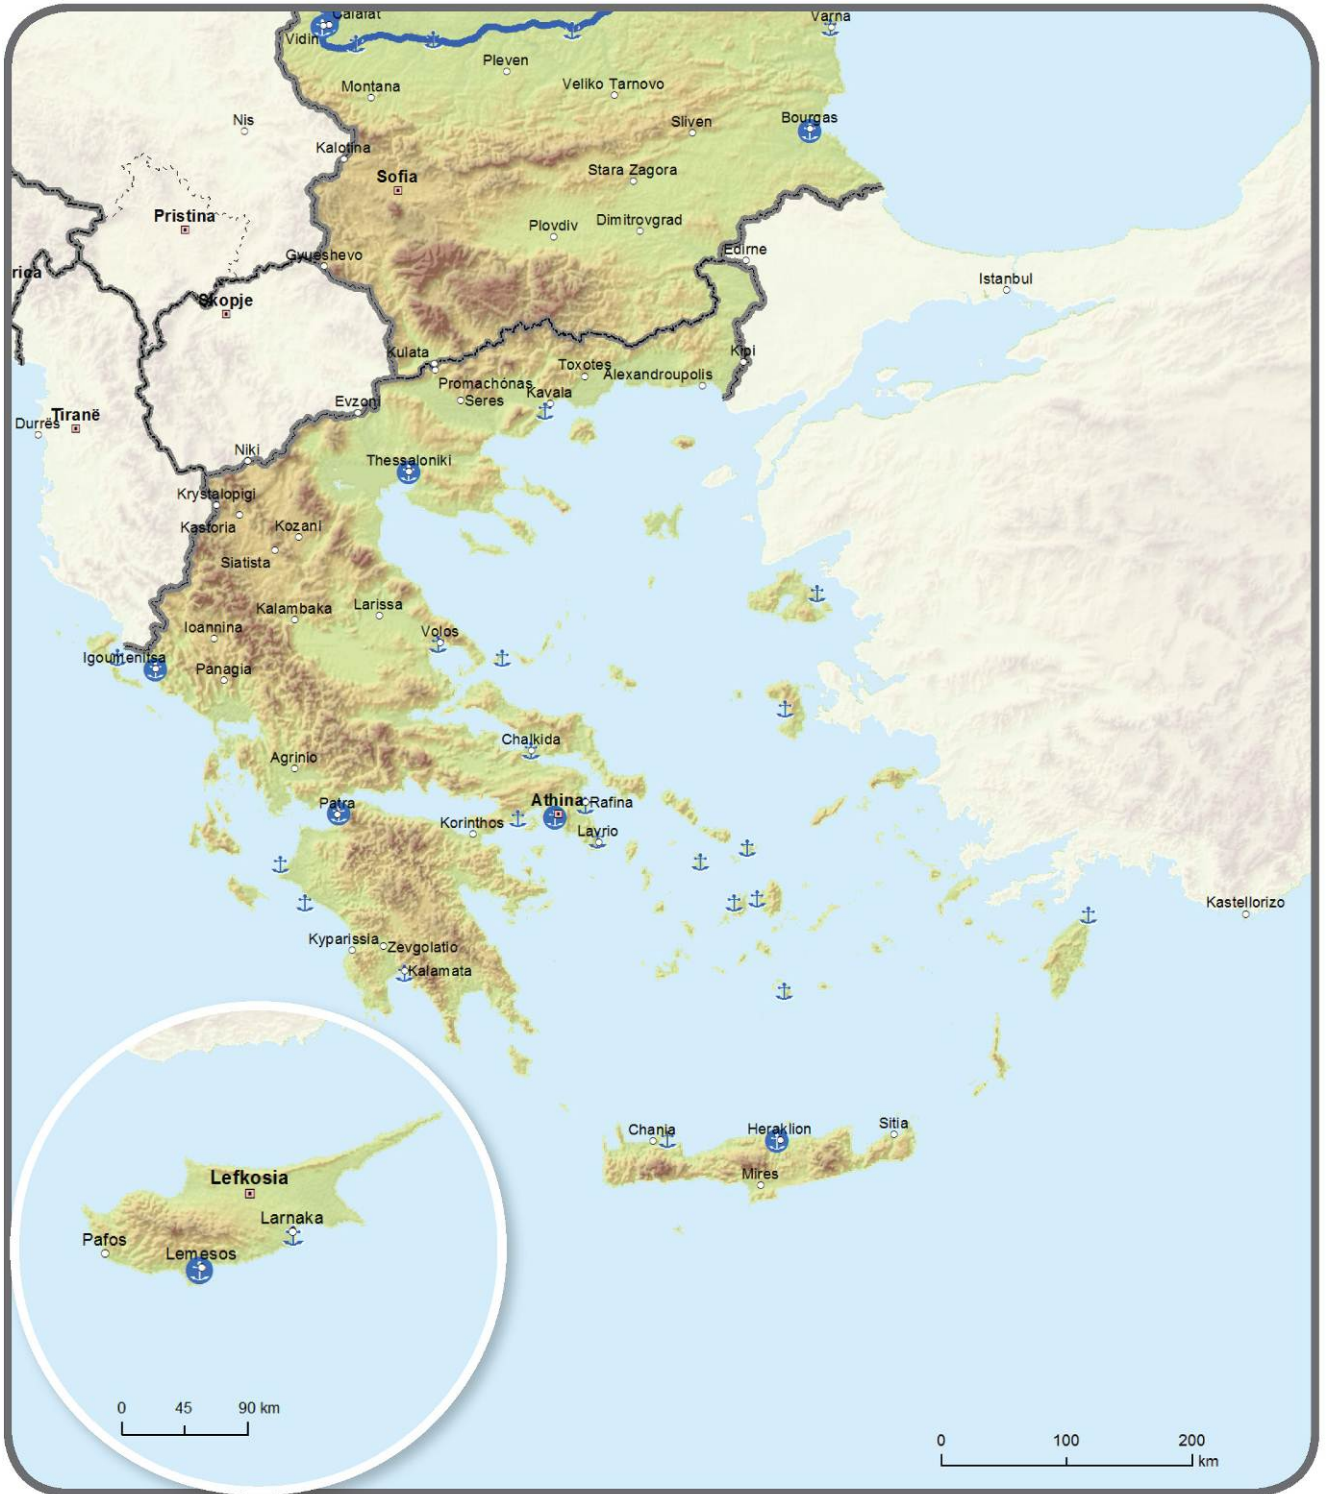 Calafat
Varna
Vidin
Pleven
Montana
Veliko Tarnovo
Nis
Sliven
Bourgas
Kalotina
Sofia
Stara Zagora
Pristina
Plovdiv
Dimitrovgrad
Edirne
Gyueshevo
rica
Istanbul
Skopje
Kulata
Kipi
Toxotes
Alexandroupolis
Promachonas
Kavala
Evzoni
Seres
Tiranë
Durrës
Niki
Thessaloniki
Krystalopigi
Kastoria
Kozani
Siatista
Kalambaka
Larissa
Ioannina
Volos
Igoumenitsa
Panagia
Chalkida
Agrinio
Patra
Athina
Rafina
Korinthos
Lavrio
Kastellorizo
Kyparissia
Zevgolatio
Kalamata
Chania
Heraklion
Sitia
Mires
Lefkosia
Larnaka
Pafos
Lemesos
0 45 90 km
0 100 200
km